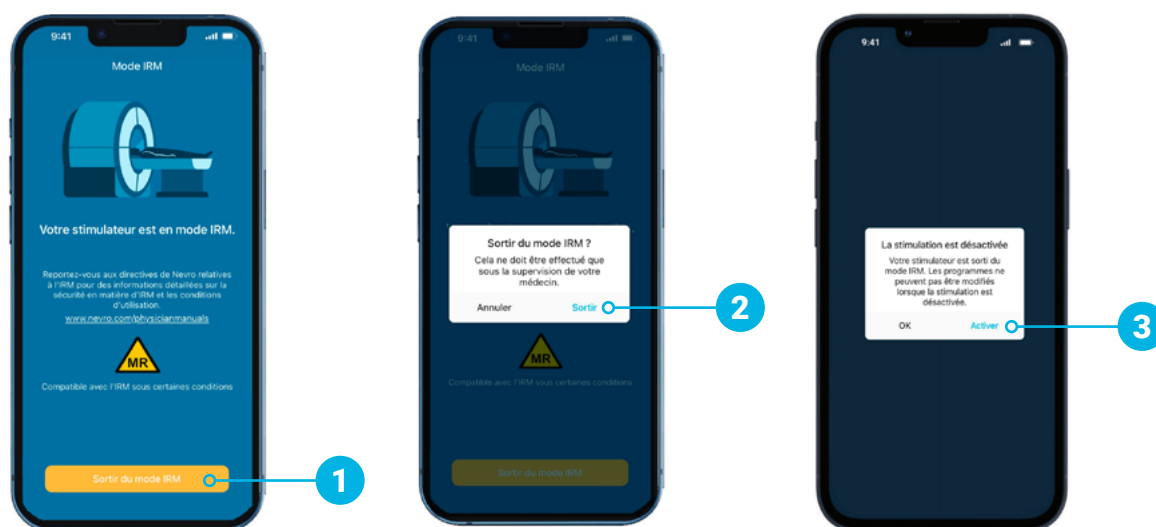 9:41
Mode IRM
Votre stimulateur est en mode IRM.
Reportez-vous aux directives de Nevro relatives
à l'IRM pour des informations détaillées sur la
sécurité en matière d'IRM et les conditions
d'utilisation.
www.nevro.com/physicianmanuals
MR
Compatible avec l'IRM sous certaines conditions
Sortir du mode IRM
1
9:41
Mode IRM
Sortir du mode IRM ?
Cela ne doit être effectué que
sous la supervision de votre
médecin.
Annuler Sortir
2
MR
Compatible avec l'IRM sous certaines conditions
Sortir du mode IRM
9:41
La stimulation est désactivée
Votre stimulateur est sorti du
mode IRM. Les programmes ne
peuvent pas être modifiés
lorsque la stimulation est
désactivée.
OK Activer
3